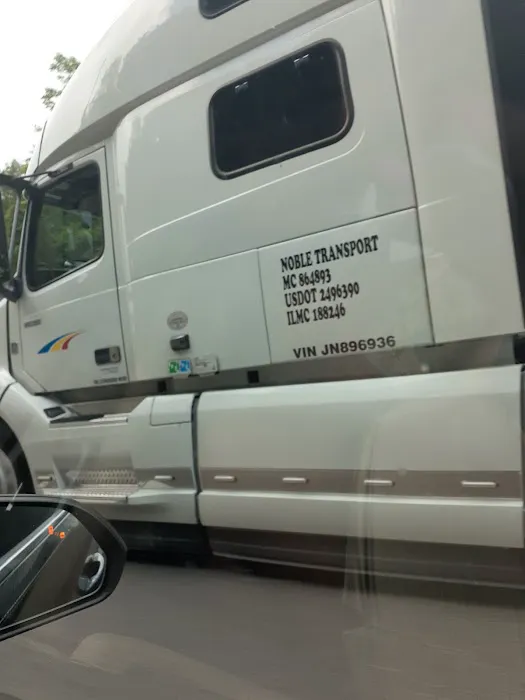 NOBLE TRANSPORT
MC 864893
USDOT 2496390
ILMC 188246
VIN JN896936